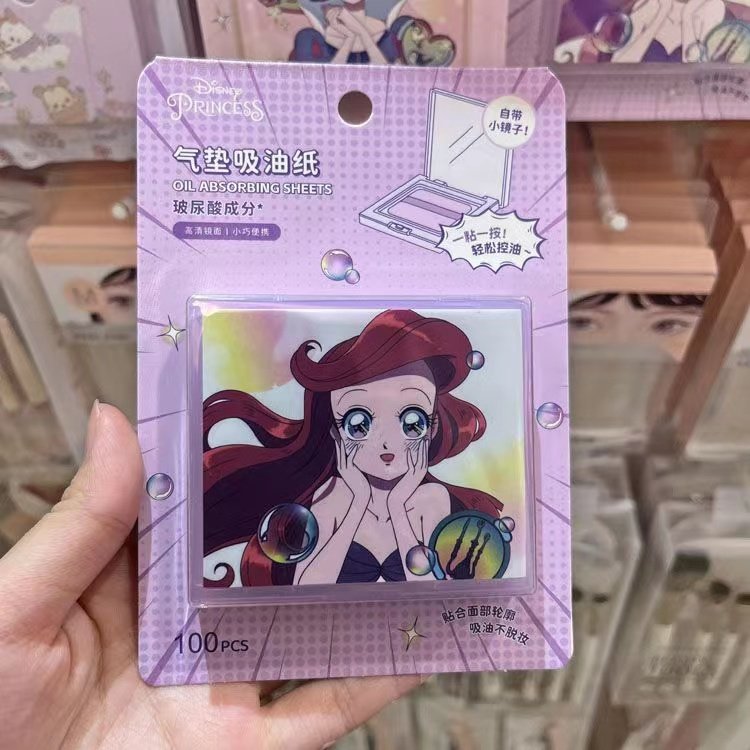 Disney
PRINCESS
气垫吸油纸
OIL ABSORBING SHEETS
玻尿酸成分*
高清镜面 | 小巧便携
自带
小镜子！
一粘一按！
轻松控油~
贴合面部轮廓
吸油不脱妆
100PCS